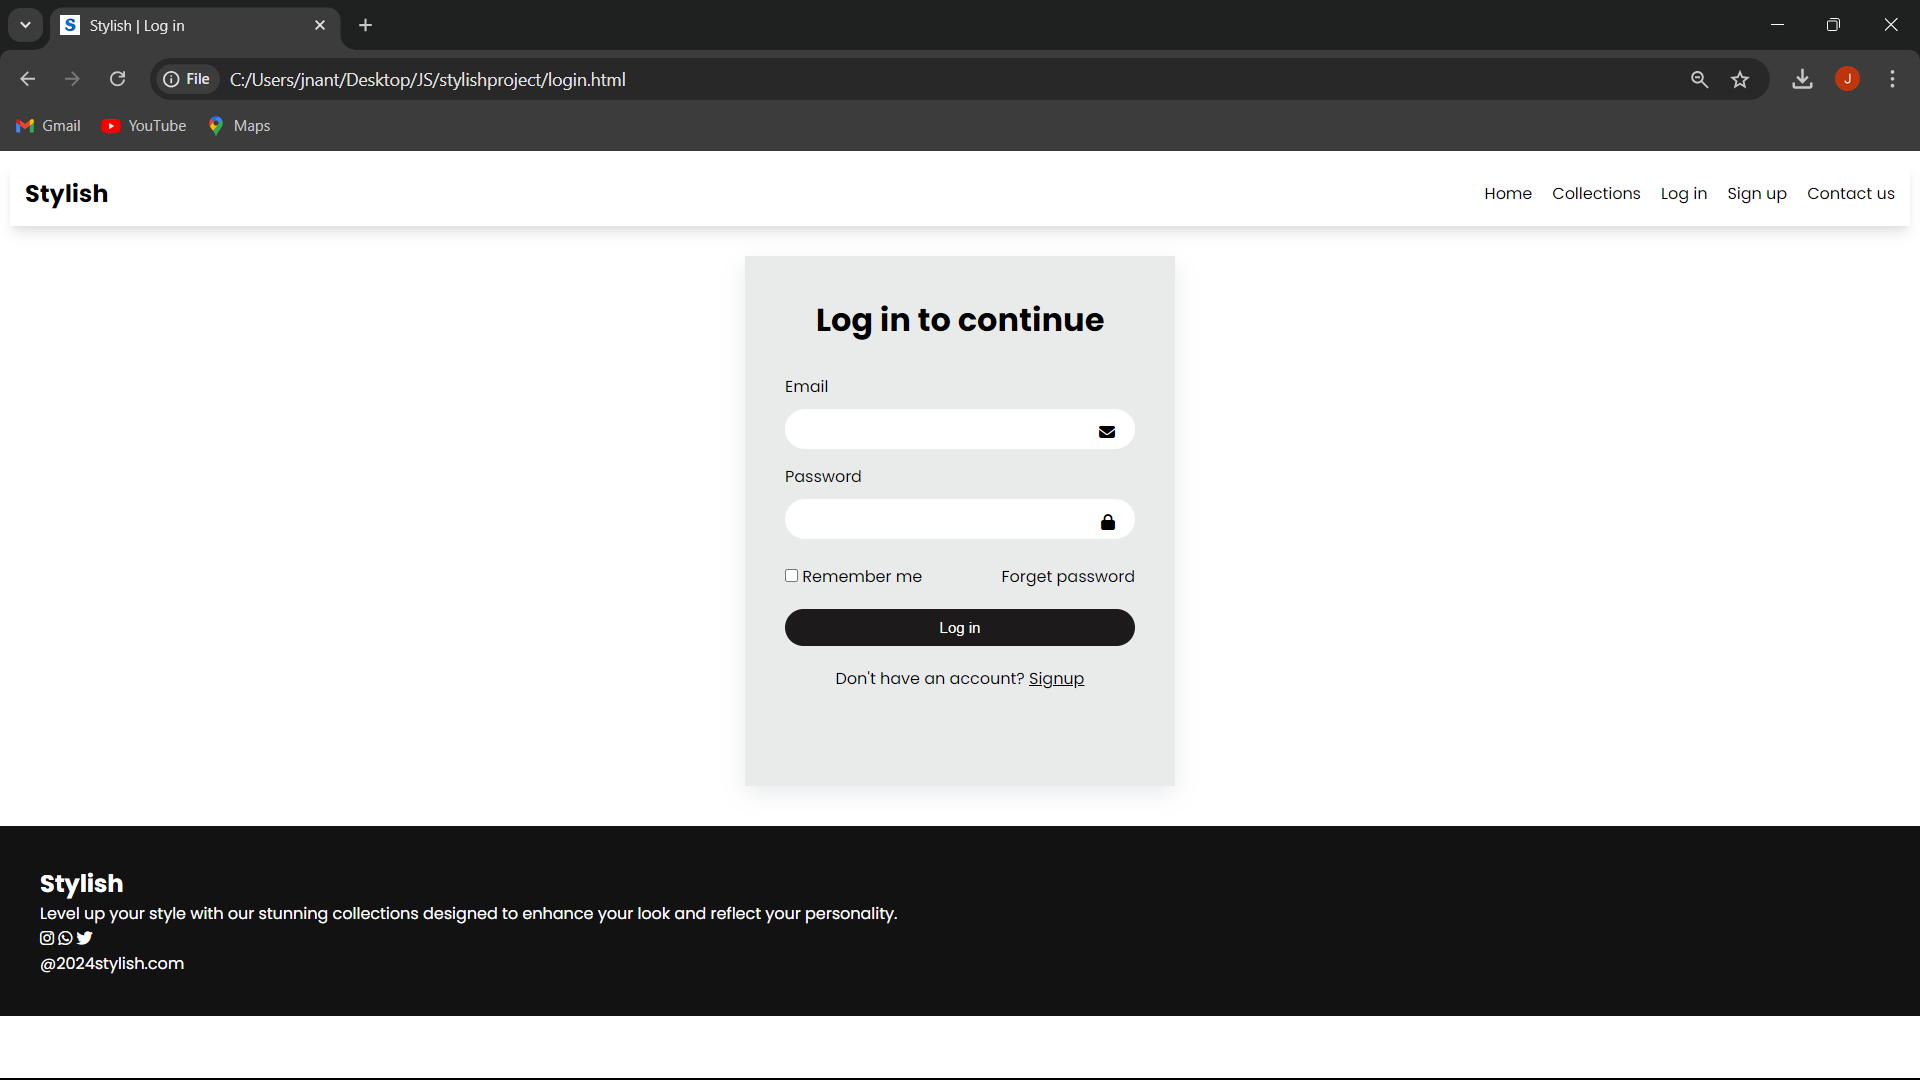 S Stylish | Log in
File C:/Users/jnant/Desktop/JS/stylishproject/login.html J
Gmail YouTube Maps
Stylish Home Collections Log in Sign up Contact us
Log in to continue
Email
Password
Remember me Forget password
Log in
Don't have an account? Signup
Stylish
Level up your style with our stunning collections designed to enhance your look and reflect your personality.
@2024stylish.com